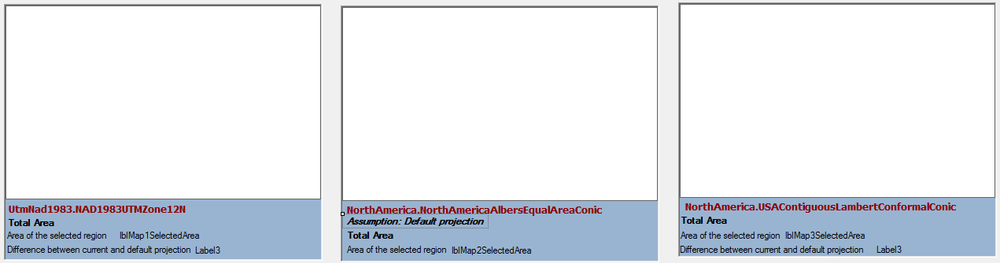 UtmNad1983.NAD1983UTMZone12N
Total Area
Area of the selected region lblMap1SelectedArea
Difference between current and default projection Label3
NorthAmerica.NorthAmericaAlbersEqualAreaConic
Assumption: Default projection
Total Area
Area of the selected region lblMap2SelectedArea
NorthAmerica.USAContiguousLambertConformalConic
Total Area
Area of the selected region lblMap3SelectedArea
Difference between current and default projection Label3